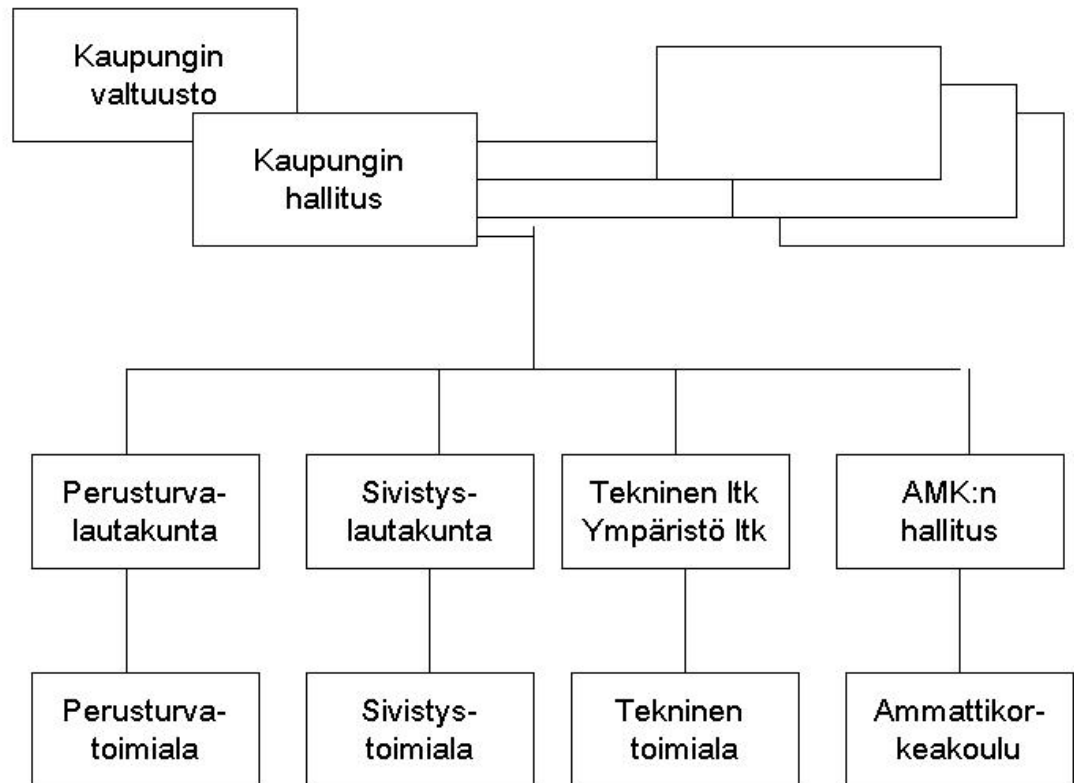 Kaupungin
valtuusto
Kaupungin
hallitus
Perusturva-
lautakunta
Sivistys-
lautakunta
Tekninen ltk
Ympäristö ltk
AMK:n
hallitus
Perusturva-
toimiala
Sivistys-
toimiala
Tekninen
toimiala
Ammattikor-
keakoulu